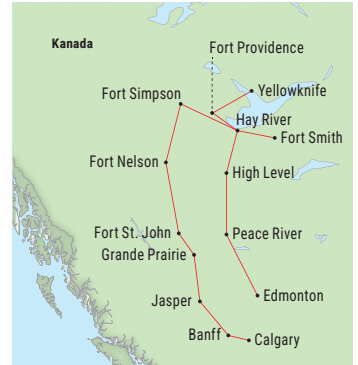 Kanada
Fort Providence
Fort Simpson
Yellowknife
Hay River
Fort Smith
Fort Nelson
High Level
Fort St. John
Peace River
Grande Prairie
Jasper
Edmonton
Banff
Calgary